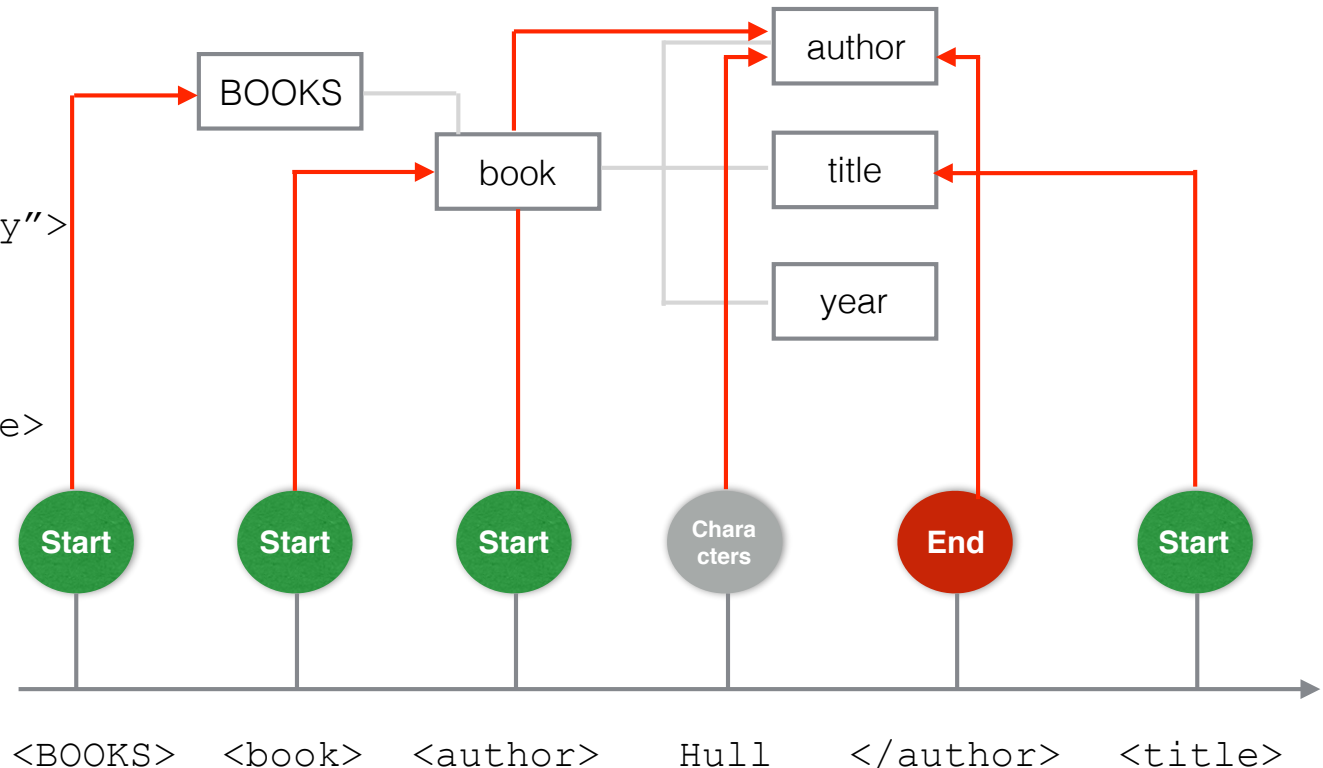 author
BOOKS
book
title
y”>
year
e>
Start
Start
Start
Chara
cters
End
Start
<BOOKS> <book> <author> Hull </author> <title>